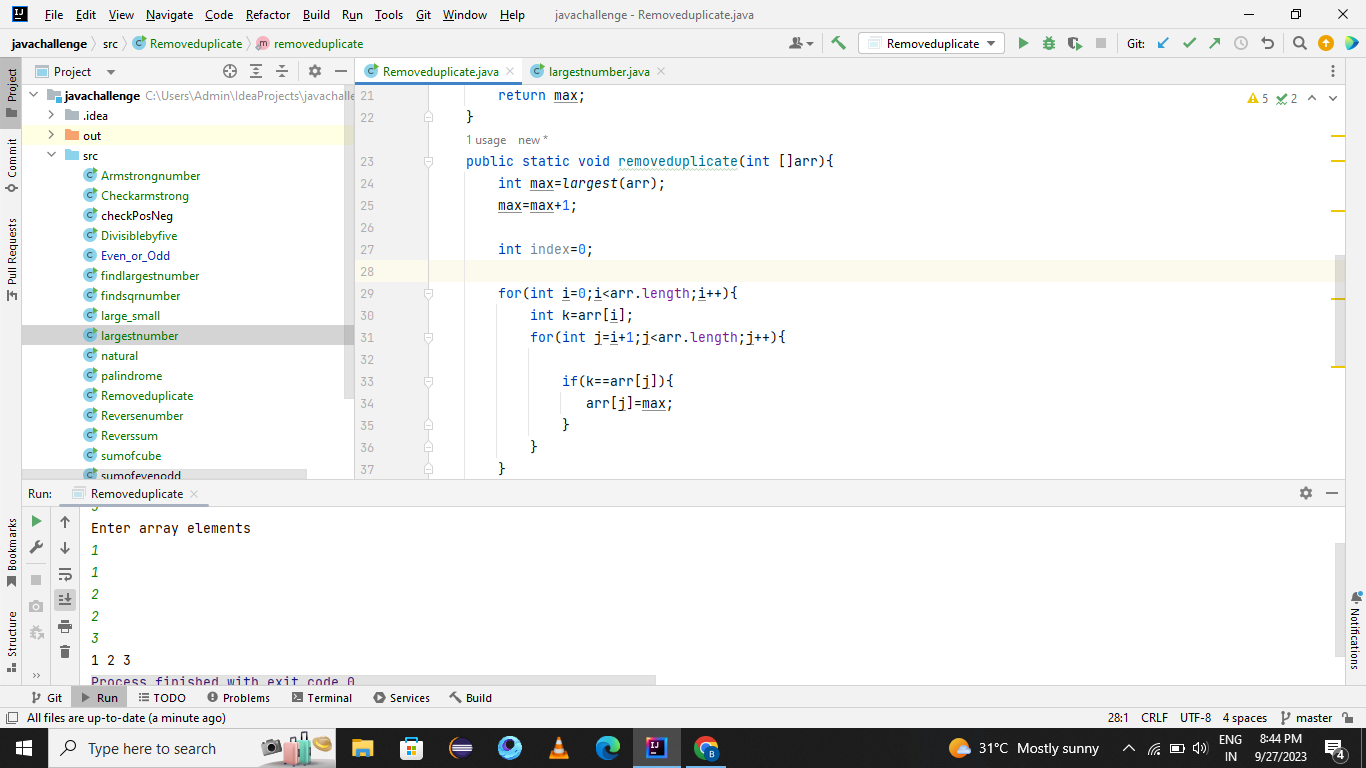 File Edit View Navigate Code Refactor Build Run Tools Git Window Help javachallenge - Removeduplicate.java
javachallenge src Removeduplicate removeduplicate Removeduplicate Git:
Project
Removeduplicate.java largestnumber.java
javachallenge C:\Users\Admin\IdeaProjects\javachalle
.idea
out
src
Armstrongnumber
Checkarmstrong
checkPosNeg
Divisiblebyfive
Even_or_Odd
findlargestnumber
findsqrnumber
large_small
largestnumber
natural
palindrome
Removeduplicate
Reversenumber
Reverssum
sumofcube
sumofevenodd
5 2
21 return max;
22 }
1 usage new *
23 public static void removeduplicate(int []arr){
24 int max=largest(arr);
25 max=max+1;
26
27 int index=0;
28
29 for(int i=0;i<arr.length;i++){
30 int k=arr[i];
31 for(int j=i+1;j<arr.length;j++){
32
33 if(k==arr[j]){
34 arr[j]=max;
35 }
36 }
37 }
Project
Commit
Pull Requests
Bookmarks
Structure
Notifications
Run: Removeduplicate
Enter array elements
1
1
2
2
3
1 2 3
Process finished with exit code 0
Git Run TODO Problems Terminal Services Build
All files are up-to-date (a minute ago) 28:1 CRLF UTF-8 4 spaces master
Type here to search 31°C Mostly sunny ENG IN 8:44 PM 9/27/2023 4